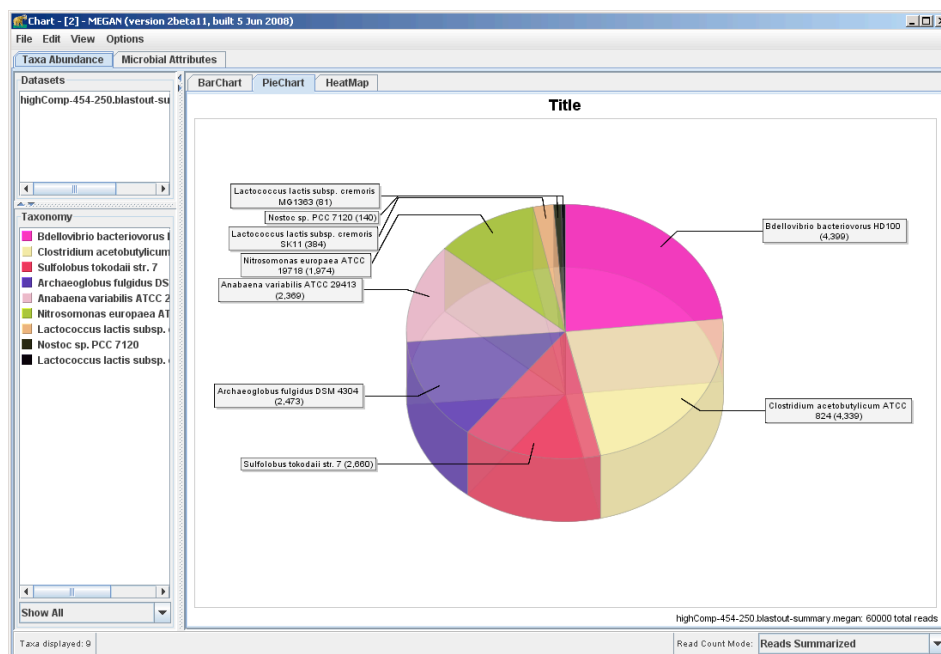 Chart - [2] - MEGAN (version 2beta11, built 5 Jun 2008)
File Edit View Options
Taxa Abundance Microbial Attributes
Datasets
highComp-454-250.blastout-su
Taxonomy
Bdellovibrio bacteriovorus
Clostridium acetobutylicum
Sulfolobus tokodaii str. 7
Archaeoglobus fulgidus DSM
Anabaena variabilis ATCC 2
Nitrosomonas europaea AT
Lactococcus lactis subsp.
Nostoc sp. PCC 7120
Lactococcus lactis subsp.
Show All
Taxa displayed: 9
BarChart PieChart HeatMap
Title
Lactococcus lactis subsp. cremoris
MG1363 (81)
Nostoc sp. PCC 7120 (140)
Lactococcus lactis subsp. cremoris
SK11 (384)
Nitrosomonas europaea ATCC
19718 (1,974)
Anabaena variabilis ATCC 29413
(2,369)
Archaeoglobus fulgidus DSM 4304
(2,473)
Sulfolobus tokodaii str. 7 (2,660)
Bdellovibrio bacteriovorus HD100
(4,399)
Clostridium acetobutylicum ATCC
824 (4,339)
highComp-454-250.blastout-summary.megan: 60000 total reads
Read Count Mode: Reads Summarized